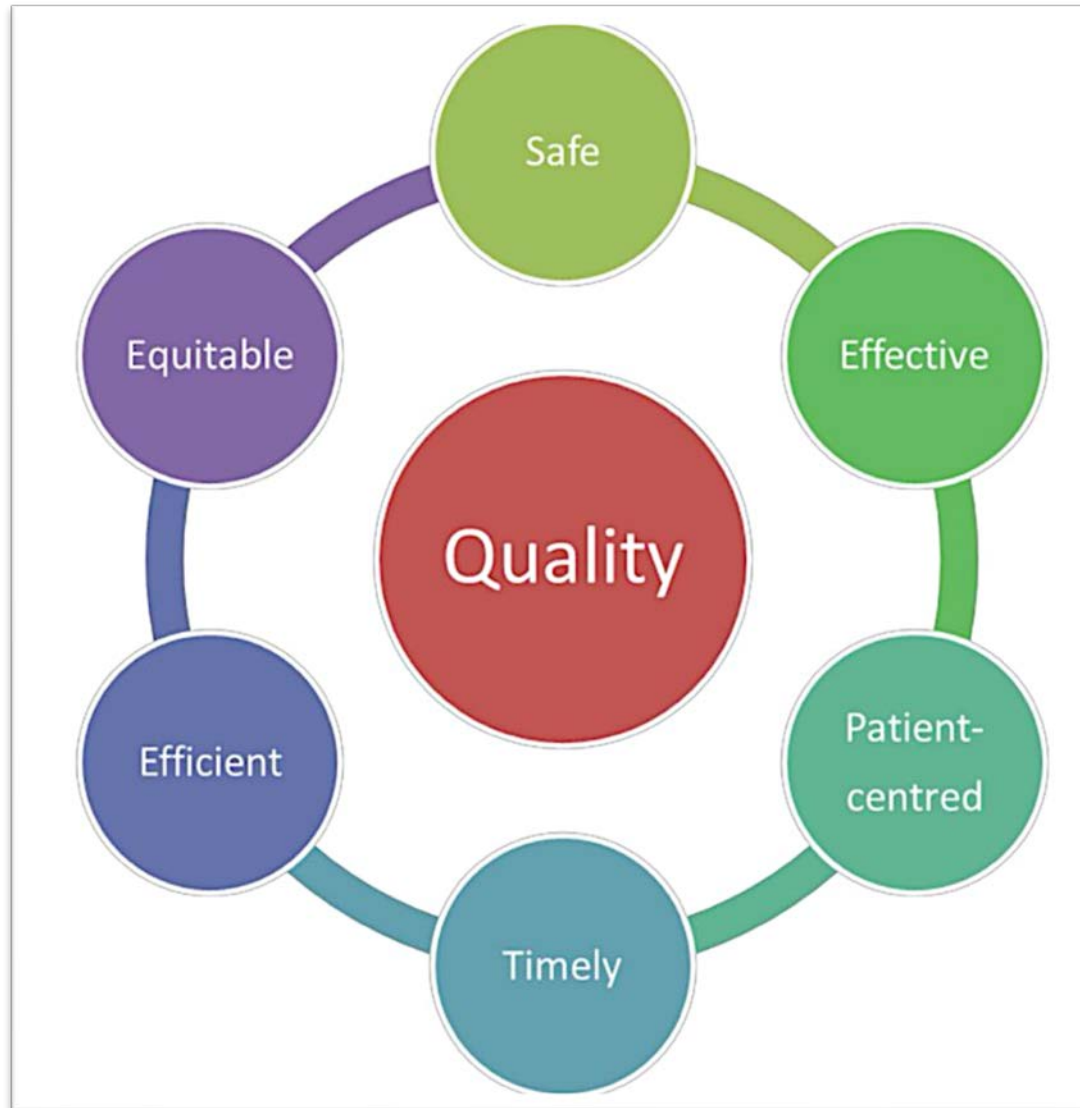 Safe
Effective
Patient-
centred
Timely
Efficient
Equitable
Quality